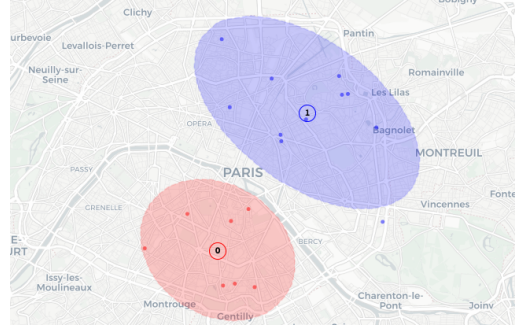 Bobigny
Clichy
Pantin
urbevoie
Levallois-Perret
Neuilly-sur-
Seine
Romainville
Les Lilas
1
OPÉRA
Bagnolet
MONTREUIL
PASSY
PARIS
GRENELLE
Vincennes
Fonte
E-
URT
0
BERCY
Issy-les-
Moulineaux
Charenton-le-
Pont
Montrouge
Gentilly
Joinv